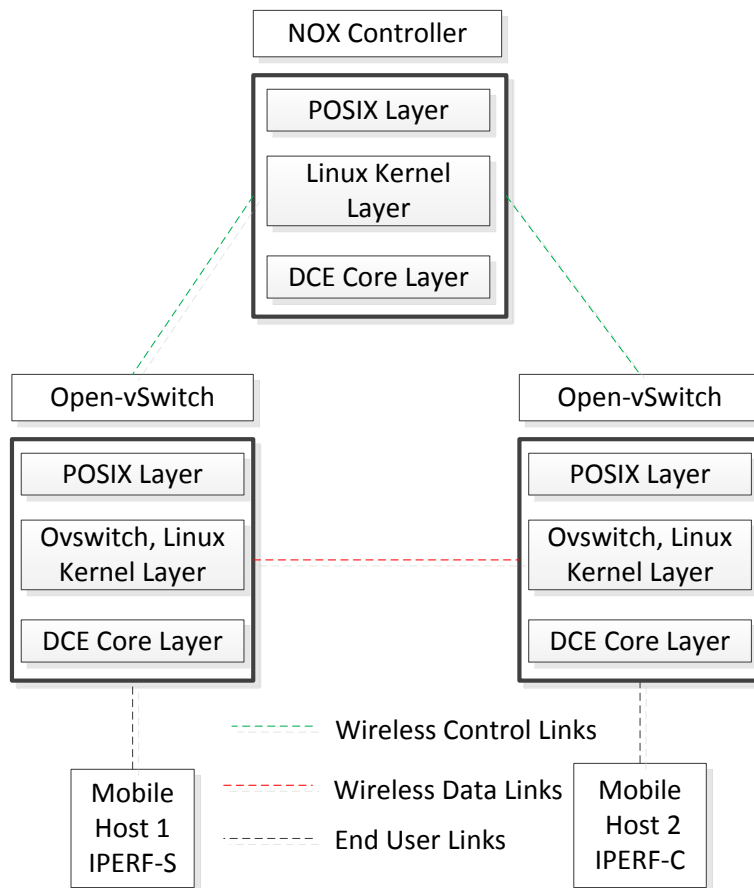 NOX Controller
POSIX Layer
Linux Kernel
Layer
DCE Core Layer
Open-vSwitch
POSIX Layer
Ovswitch, Linux
Kernel Layer
DCE Core Layer
Open-vSwitch
POSIX Layer
Ovswitch, Linux
Kernel Layer
DCE Core Layer
Mobile
Host 1
IPERF-S
Wireless Control Links
Wireless Data Links
End User Links
Mobile
Host 2
IPERF-C